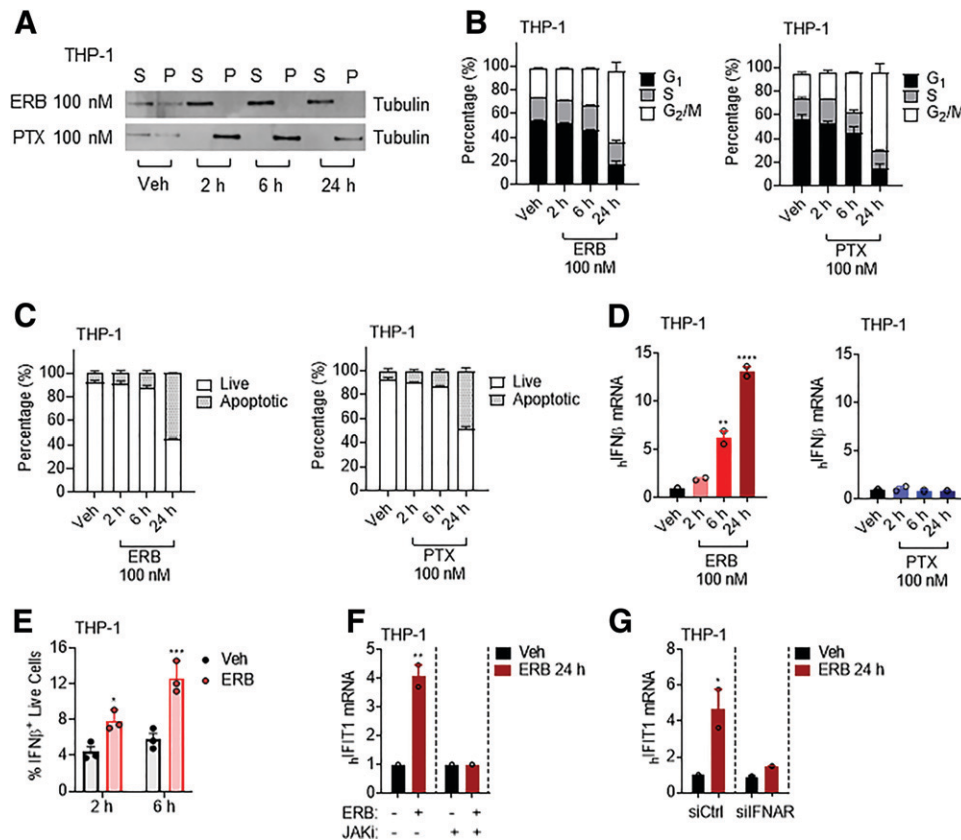 A
THP-1
S P S P S P S P
ERB 100 nM Tubulin
PTX 100 nM Tubulin
Veh 2 h 6 h 24 h
B
THP-1
Percentage (%)
100
80
60
40
20
0
G1
S
G2/M
Veh 2 h 6 h 24 h
ERB
100 nM
THP-1
Percentage (%)
100
80
60
40
20
0
G1
S
G2/M
Veh 2 h 6 h 24 h
PTX
100 nM
C
THP-1
Percentage (%)
100
80
60
40
20
0
Live
Apoptotic
Veh 2 h 6 h 24 h
ERB
100 nM
THP-1
Percentage (%)
100
80
60
40
20
0
Live
Apoptotic
Veh 2 h 6 h 24 h
PTX
100 nM
D
THP-1
hIFNβ mRNA
15
10
5
0
**
****
Veh 2 h 6 h 24 h
ERB
100 nM
THP-1
hIFNβ mRNA
15
10
5
0
Veh 2 h 6 h 24 h
PTX
100 nM
E
THP-1
% IFNβ+ Live Cells
16
12
8
4
0
*
***
Veh
ERB
2 h 6 h
F
THP-1
hIFIT1 mRNA
5
4
3
2
1
0
**
Veh
ERB 24 h
ERB: - + - +
JAKi: - - + +
G
THP-1
hIFIT1 mRNA
8
6
4
2
0
*
Veh
ERB 24 h
siCtrl siIFNAR